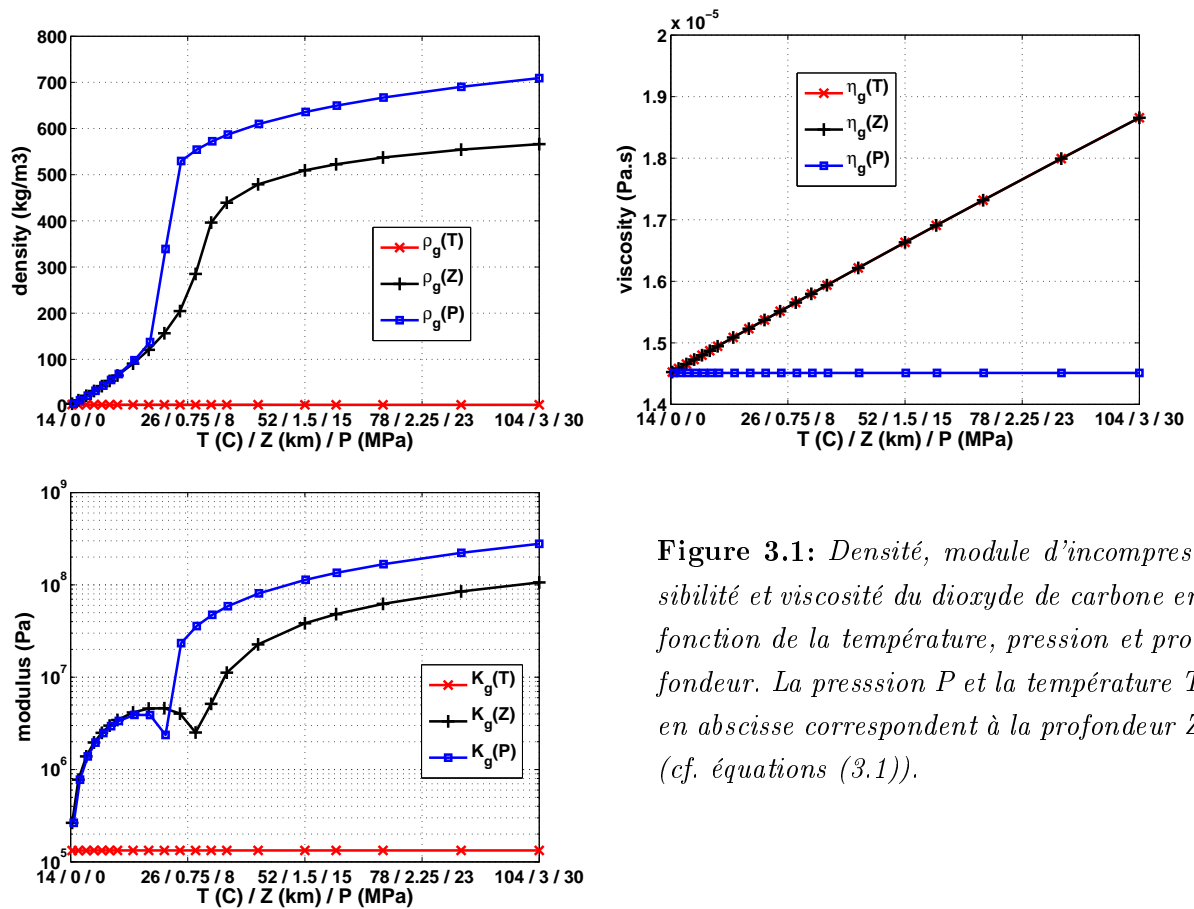 800
700
600
500
400
300
200
100
0
density (kg/m3)
ρg(T)
ρg(Z)
ρg(P)
14 / 0 / 0
26 / 0.75 / 8
52 / 1.5 / 15
78 / 2.25 / 23
104 / 3 / 30
T (C) / Z (km) / P (MPa)
x 10⁻⁵
2
1.9
1.8
1.7
1.6
1.5
1.4
viscosity (Pa.s)
ηg(T)
ηg(Z)
ηg(P)
14 / 0 / 0
26 / 0.75 / 8
52 / 1.5 / 15
78 / 2.25 / 23
104 / 3 / 30
T (C) / Z (km) / P (MPa)
10⁹
10⁸
10⁷
10⁶
10⁵
modulus (Pa)
Kg(T)
Kg(Z)
Kg(P)
14 / 0 / 0
26 / 0.75 / 8
52 / 1.5 / 15
78 / 2.25 / 23
104 / 3 / 30
T (C) / Z (km) / P (MPa)
Figure 3.1: Densité, module d'incompres
sibilité et viscosité du dioxyde de carbone en
fonction de la température, pression et pro
fondeur. La presssion P et la température T
en abscisse correspondent à la profondeur Z
(cf. équations (3.1)).